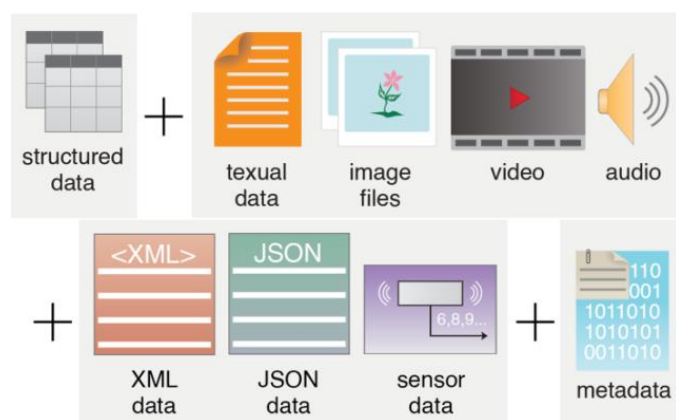 structured
data
+
texual
data
image
files
video
audio
+
<XML>
XML
data
JSON
JSON
data
6,8,9...
sensor
data
+
110
001
1011010
1010101
0011010
metadata